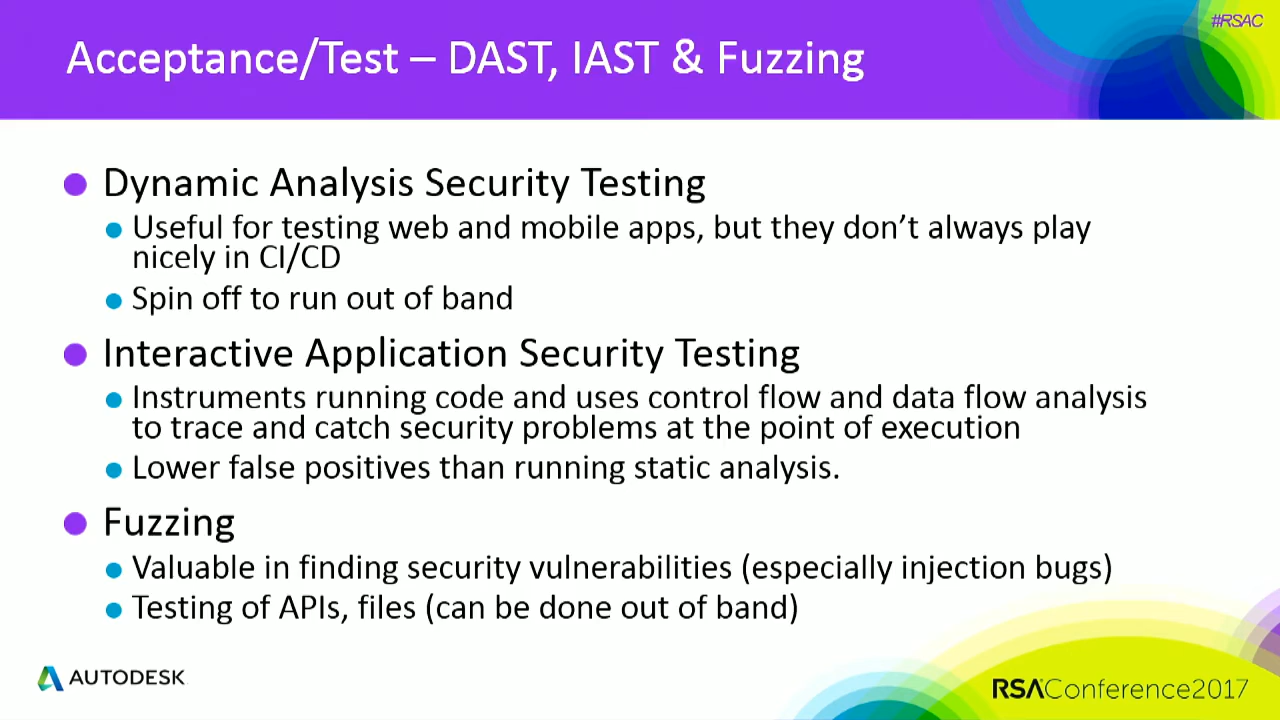 #RSAC
Acceptance/Test – DAST, IAST & Fuzzing
Dynamic Analysis Security Testing
Useful for testing web and mobile apps, but they don’t always play
nicely in CI/CD
Spin off to run out of band
Interactive Application Security Testing
Instruments running code and uses control flow and data flow analysis
to trace and catch security problems at the point of execution
Lower false positives than running static analysis.
Fuzzing
Valuable in finding security vulnerabilities (especially injection bugs)
Testing of APIs, files (can be done out of band)
AUTODESK
RSAConference2017